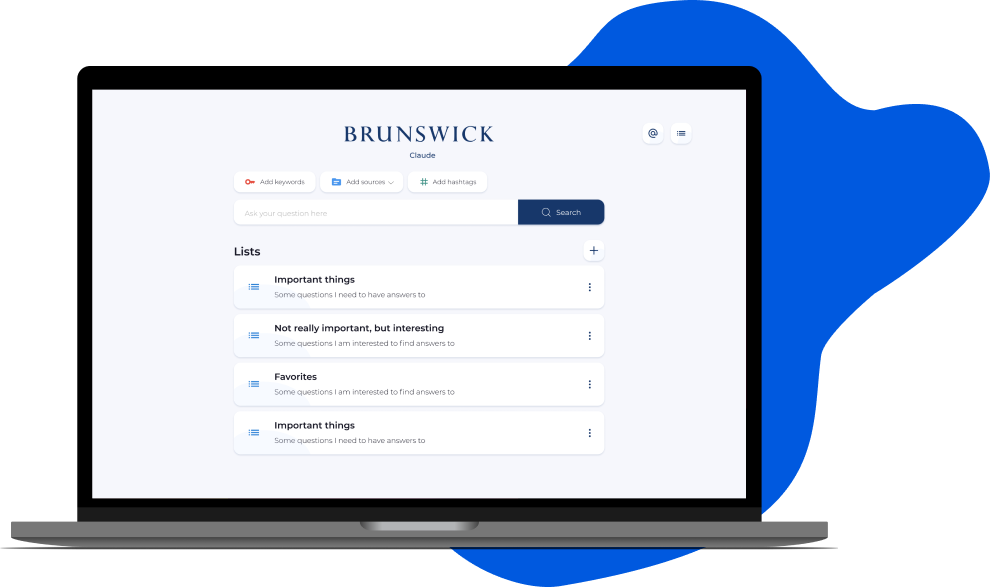 BRUNSWICK
Claude
@
Add keywords Add sources Add hashtags
Ask your question here Search
Lists +
Important things
Some questions I need to have answers to
Not really important, but interesting
Some questions I am interested to find answers to
Favorites
Some questions I am interested to find answers to
Important things
Some questions I need to have answers to